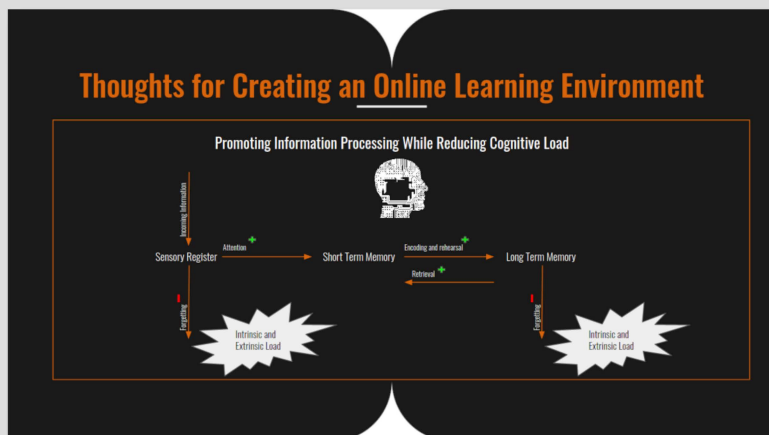 Thoughts for Creating an Online Learning Environment
Promoting Information Processing While Reducing Cognitive Load
Incoming Information
Sensory Register
Attention
Short Term Memory
Encoding and rehearsal
Retrieval
Long Term Memory
Forgetting
Intrinsic and
Extrinsic Load
Forgetting
Intrinsic and
Extrinsic Load